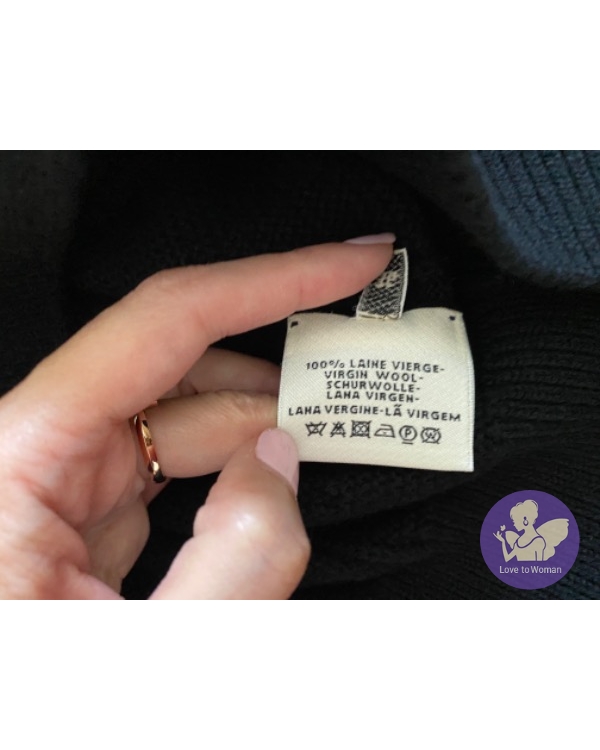 100% LAINE VIERGE-
VIRGIN WOOL-
SCHURWOLLE-
LANA VIRGEN-
LANA VERGINE-LÃ VIRGEM
P W
Love to Woman